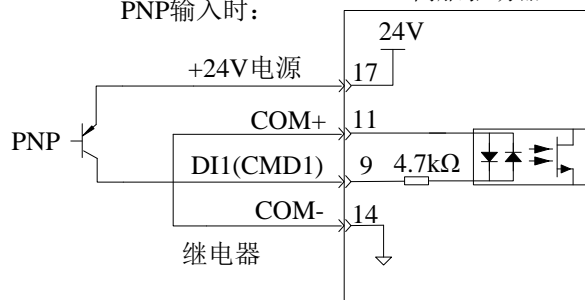 PNP输入时:
24V
+24V电源
17
COM+
11
PNP
DI1(CMD1)
9
4.7kΩ
COM-
14
继电器